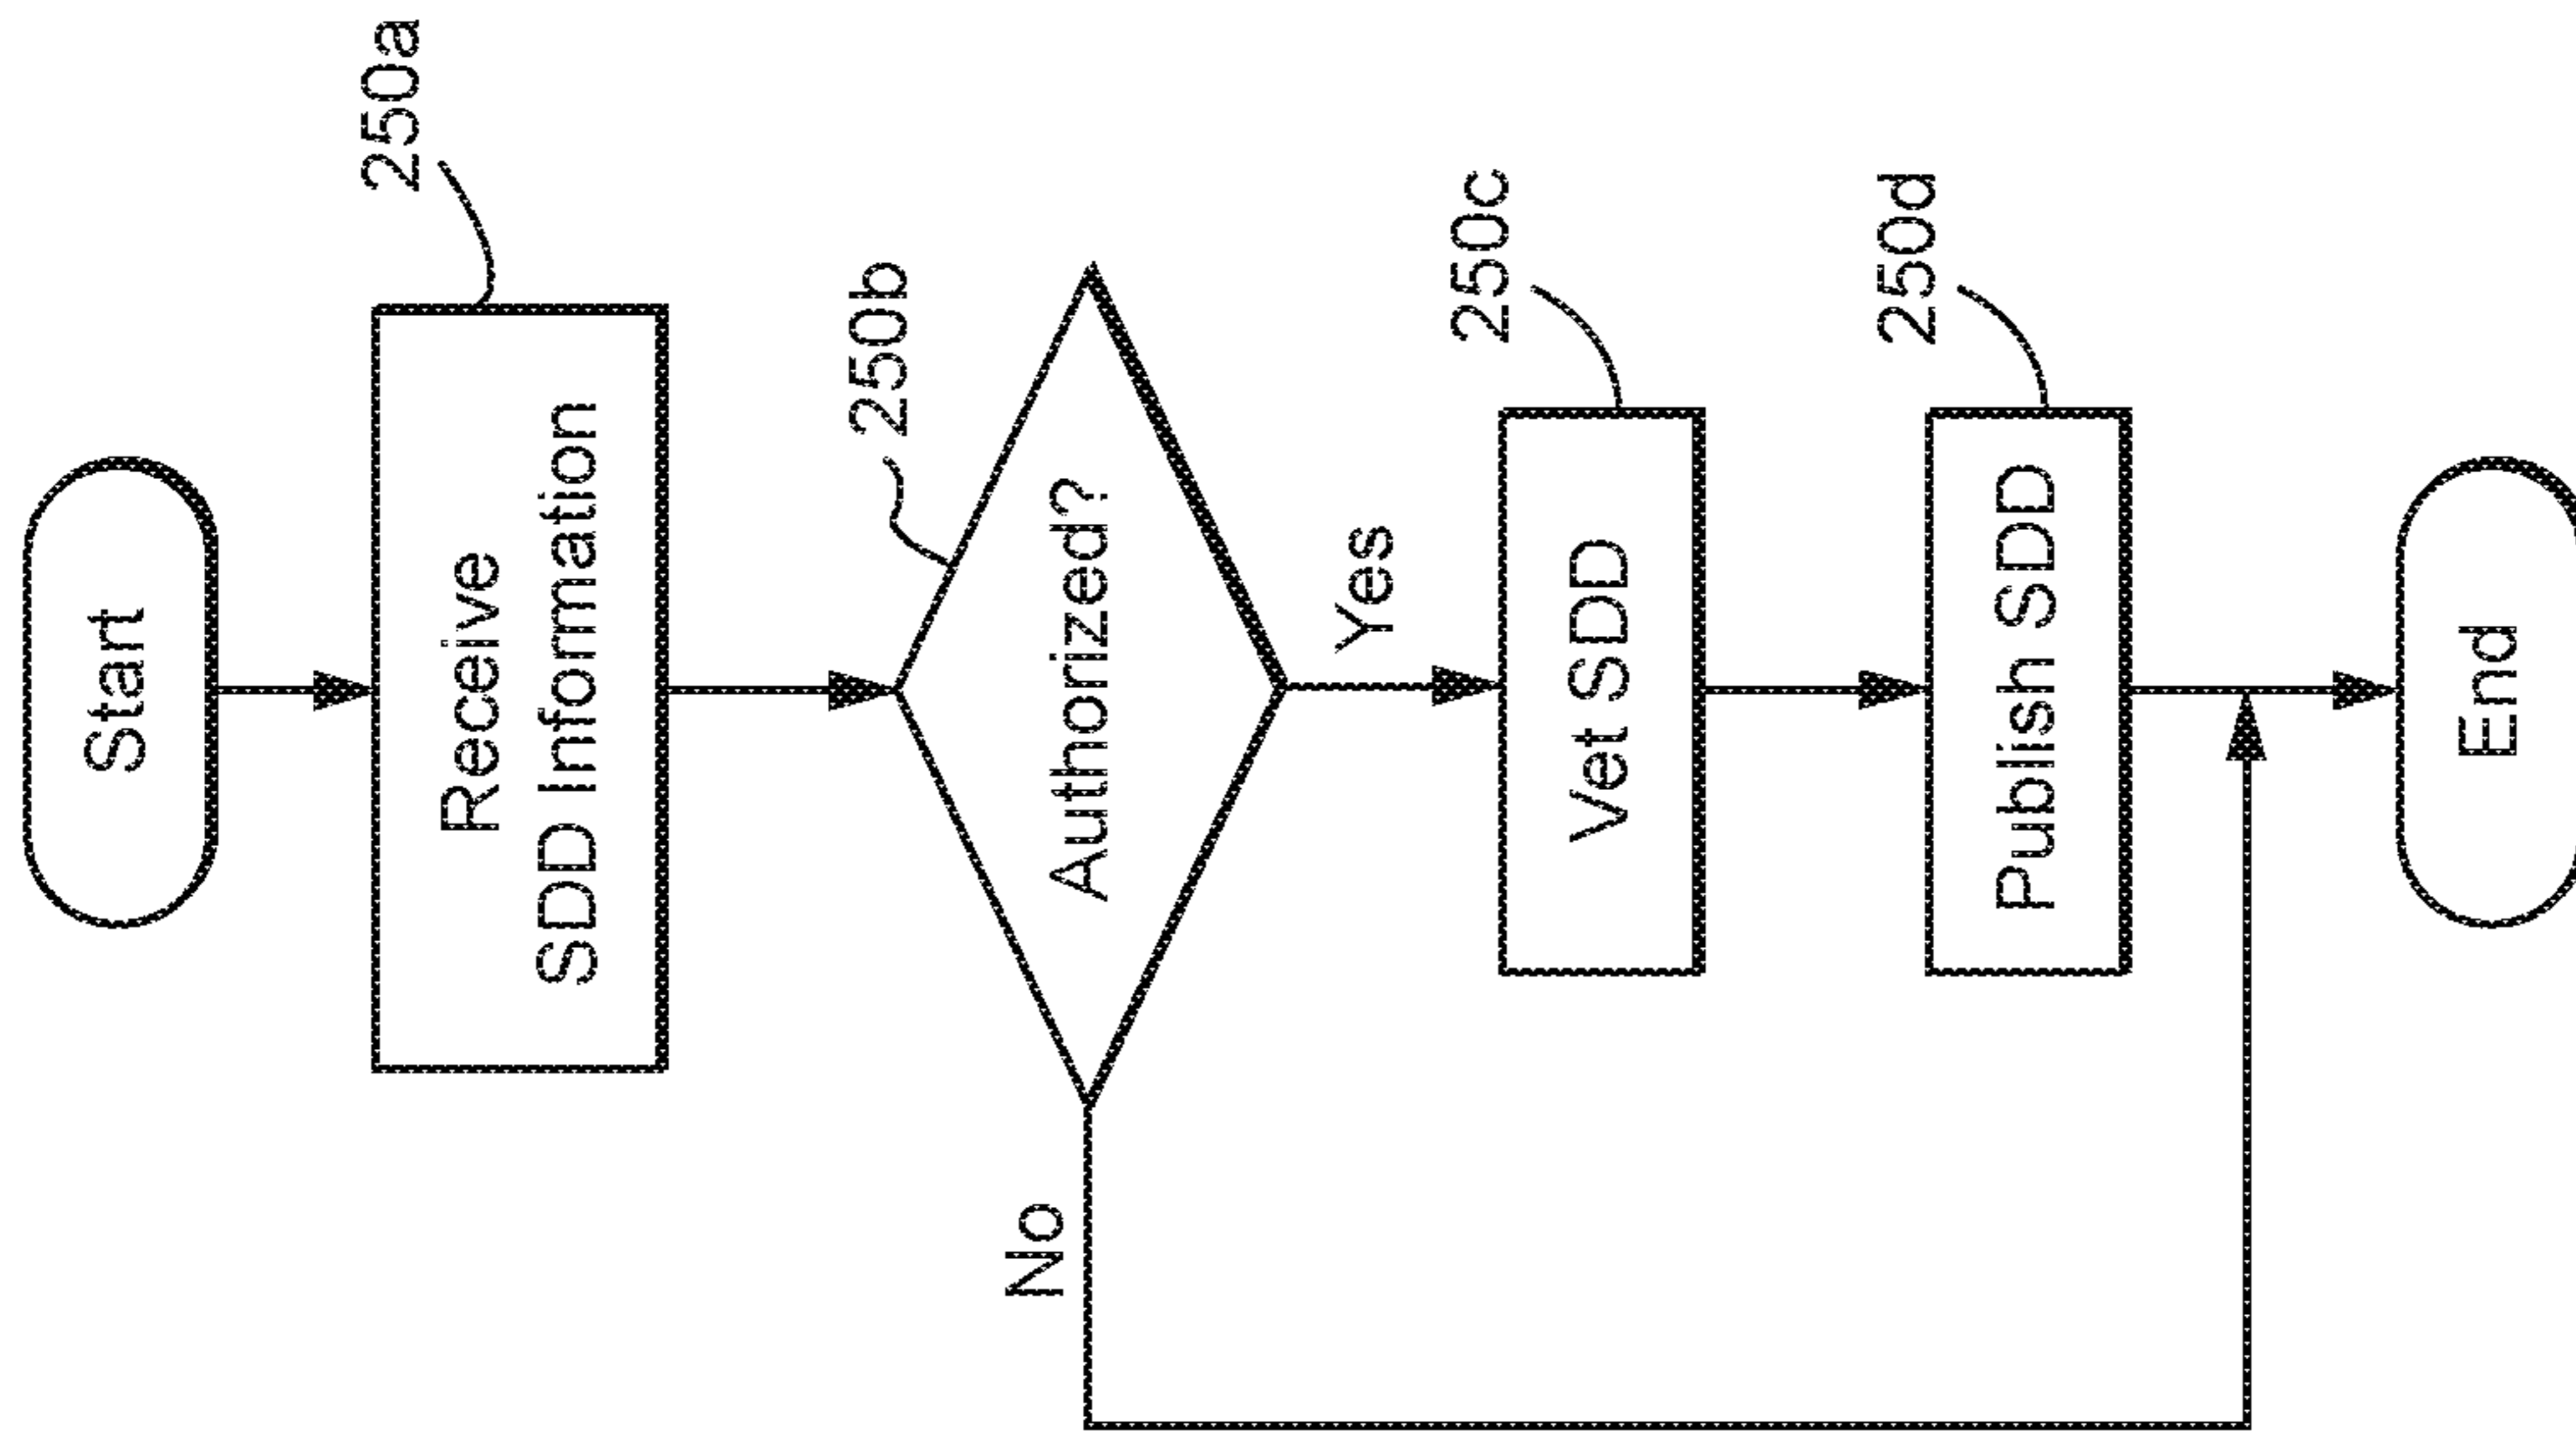 Start
250a
Receive
SDD Information
250b
Authorized?
No
Yes
250c
Vet SDD
250d
Publish SDD
End